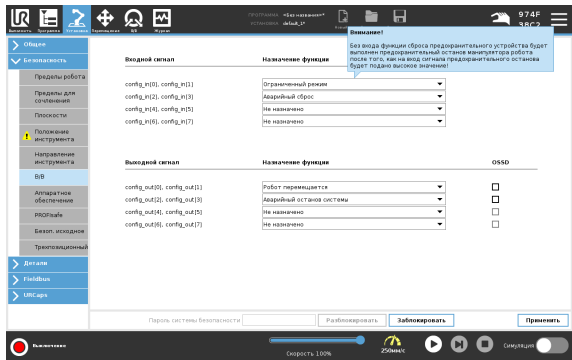 ПРОГРАММА <Без названия>*
УСТАНОВКА default_1*
974F
38C2
Программа Установка Перемещение В/В Журнал
Внимание!
Без входа функции сброса предохранительного устройства будет
выполнен предохранительный останов манипулятора робота
после того, как на вход сигнала предохранительного останова
будет подано высокое значение!
Общее
Безопасность
Пределы робота
Пределы для
сочленения
Плоскости
Положение
инструмента
Направление
инструмента
В/В
Аппаратное
обеспечение
PROFIsafe
Безоп. исходное
Трехпозиционный
Детали
Fieldbus
URCaps
Входной сигнал Назначение функции
config_in[0], config_in[1] Ограниченный режим
config_in[2], config_in[3] Аварийный сброс
config_in[4], config_in[5] Не назначено
config_in[6], config_in[7] Не назначено
Выходной сигнал Назначение функции OSSD
config_out[0], config_out[1] Робот перемещается
config_out[2], config_out[3] Аварийный останов системы
config_out[4], config_out[5] Не назначено
config_out[6], config_out[7] Не назначено
Пароль системы безопасности Разблокировать Заблокировать Применить
Выключение
Скорость 100%
250мм/с
Симуляция